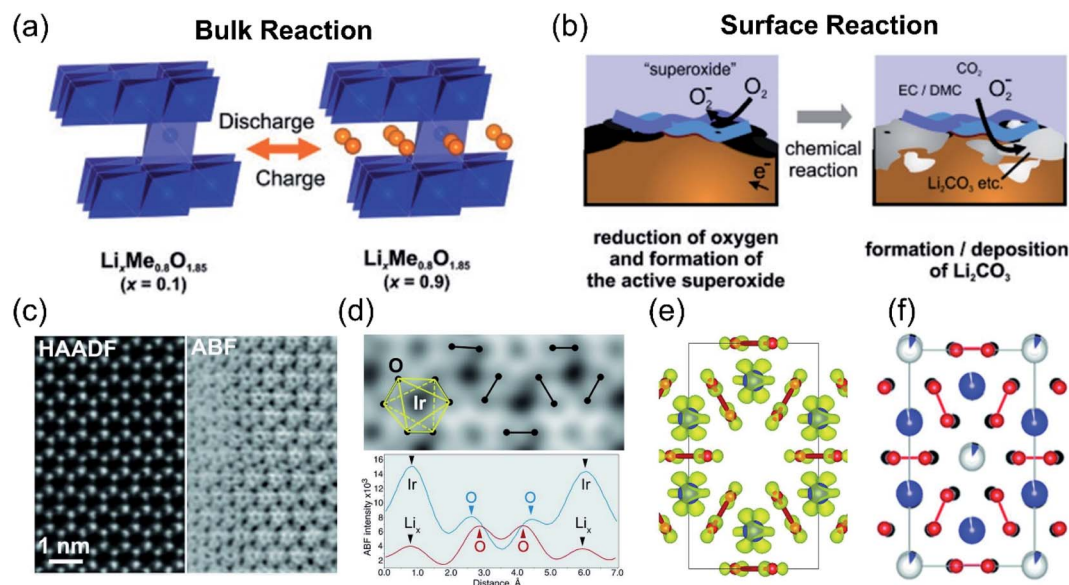 (a)
Bulk Reaction
Discharge
Charge
LiₓMe₀.₈O₁.₈₅
(x = 0.1)
LiₓMe₀.₈O₁.₈₅
(x = 0.9)
(b)
Surface Reaction
"superoxide"
O₂⁻
O₂
e⁻
chemical
reaction
CO₂
EC / DMC
O₂⁻
Li₂CO₃ etc.
reduction of oxygen
and formation of
the active superoxide
formation / deposition
of Li₂CO₃
(c)
HAADF
ABF
1 nm
(d)
O
Ir
ABF intensity x10³
16
14
12
10
8
6
4
2
Ir
O
O
Ir
Liₓ
O
O
Liₓ
0.0
1.0
2.0
3.0
4.0
5.0
6.0
7.0
Distance, Å
(e)
(f)